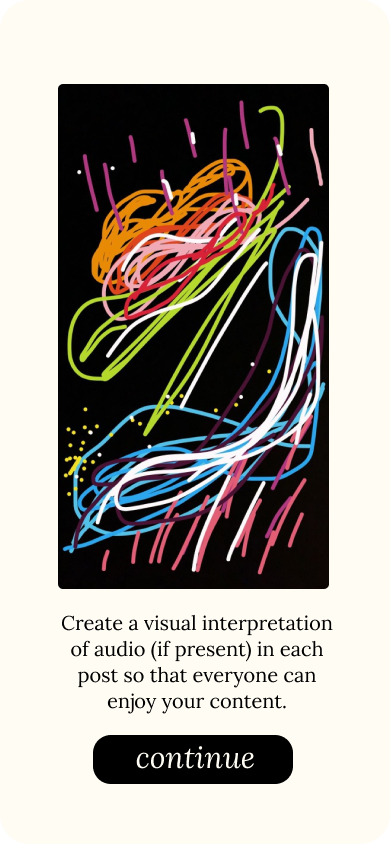 Create a visual interpretation
of audio (if present) in each
post so that everyone can
enjoy your content.
continue